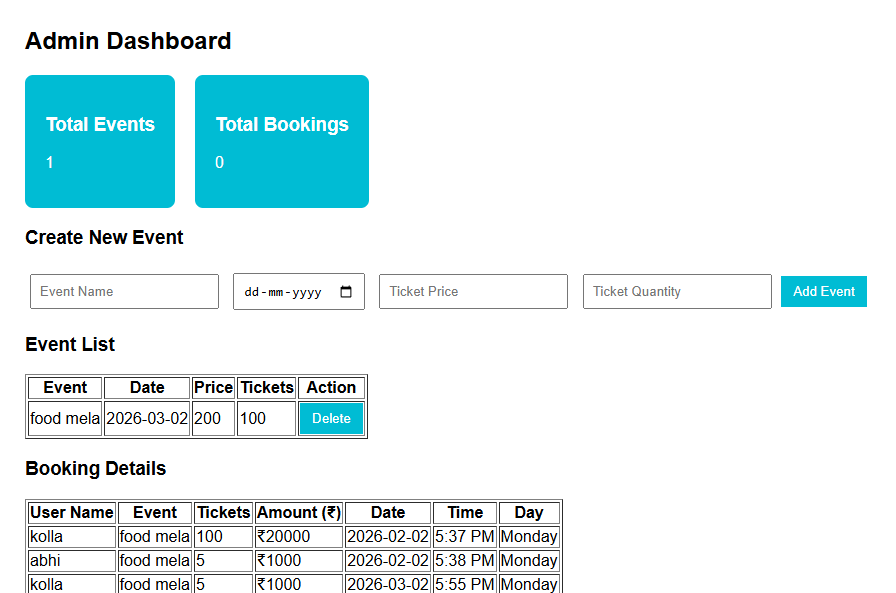 Admin Dashboard
Total Events Total Bookings
1 0
Create New Event
Event Name dd-mm-yyyy Ticket Price Ticket Quantity Add Event
Event List
Event Date Price Tickets Action
food mela 2026-03-02 200 100 Delete
Booking Details
User Name Event Tickets Amount (₹) Date Time Day
kolla food mela 100 ₹20000 2026-02-02 5:37 PM Monday
abhi food mela 5 ₹1000 2026-02-02 5:38 PM Monday
kolla food mela 5 ₹1000 2026-03-02 5:55 PM Monday